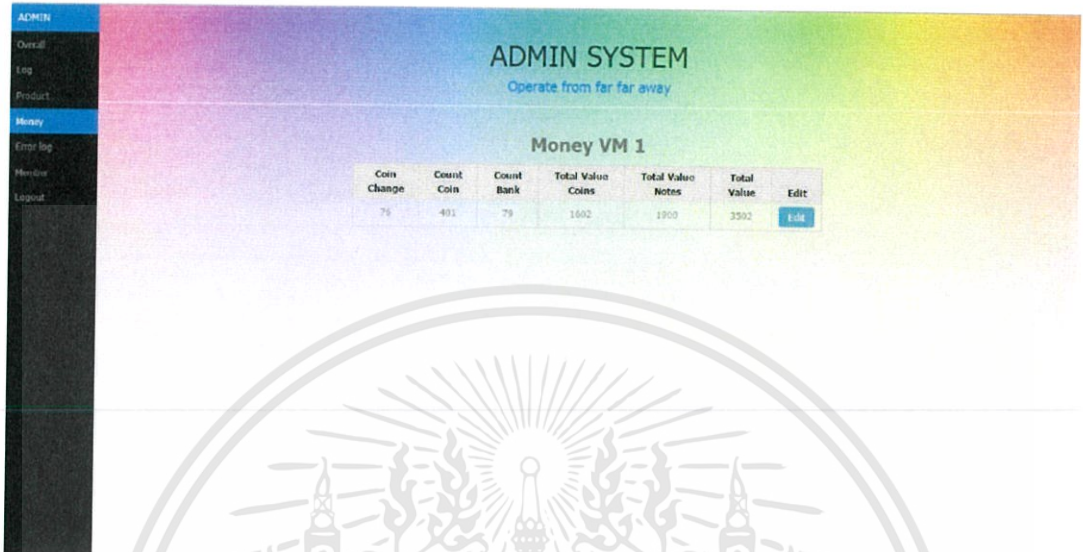 ADMIN
Overall
Log
Product
Money
Error log
Member
Logout
ADMIN SYSTEM
Operate from far far away
Money VM 1
Coin Change Count Coin Count Bank Total Value Coins Total Value Notes Total Value Edit
76 401 79 1602 1900 3502 Edit